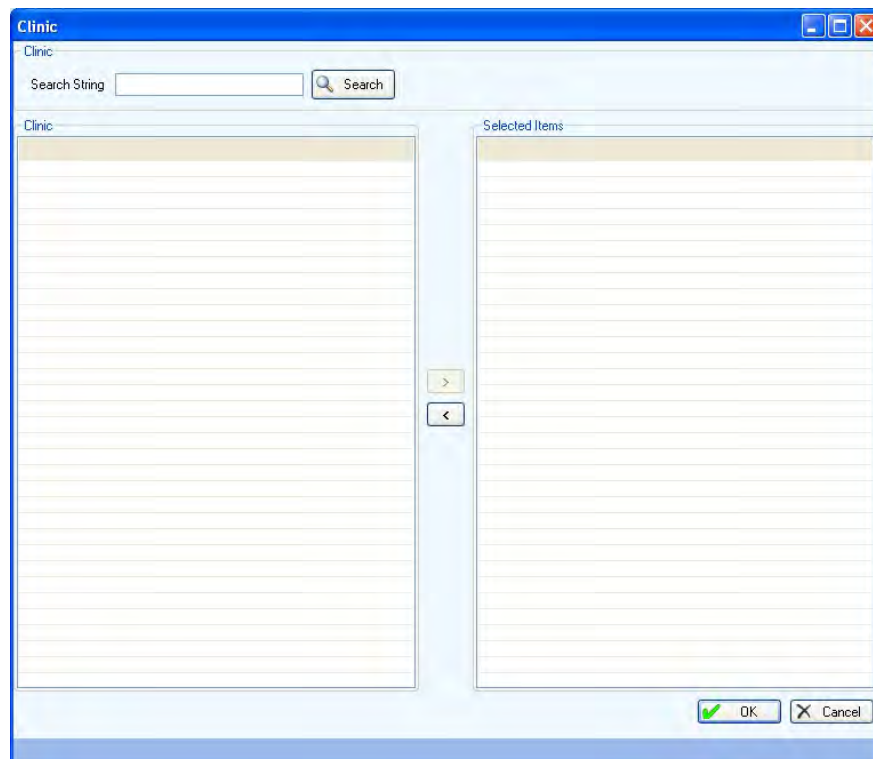 Clinic
Clinic
Search String
Search
Clinic
Selected Items
>
<
OK
Cancel